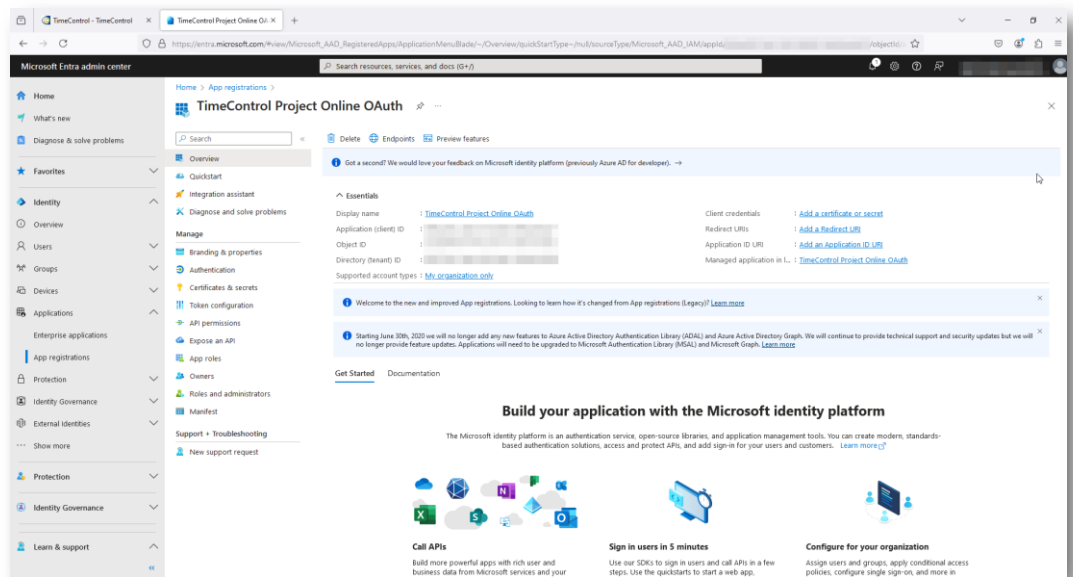 TimeControl - TimeControl
TimeControl Project Online OAuth
https://entra.microsoft.com/#view/Microsoft_AAD_RegisteredApps/ApplicationMenuBlade/~/Overview/quickStartType~/null/sourceType/Microsoft_AAD_IAM/appId/ /objectId/
Microsoft Entra admin center
Search resources, services, and docs (G+/)
Home > App registrations >
TimeControl Project Online OAuth
Home
What's new
Diagnose & solve problems
Favorites
Identity
Overview
Users
Groups
Devices
Applications
Enterprise applications
App registrations
Protection
Identity Governance
External Identities
Show more
Protection
Identity Governance
Learn & support
Search
Overview
Quickstart
Integration assistant
Diagnose and solve problems
Manage
Branding & properties
Authentication
Certificates & secrets
Token configuration
API permissions
Expose an API
App roles
Owners
Roles and administrators
Manifest
Support + Troubleshooting
New support request
Delete Endpoints Preview features
Got a second? We would love your feedback on Microsoft identity platform (previously Azure AD for developer).
Essentials
Display name : TimeControl Project Online OAuth
Application (client) ID :
Object ID :
Directory (tenant) ID :
Supported account types : My organization only
Client credentials : Add a certificate or secret
Redirect URIs : Add a Redirect URI
Application ID URI : Add an Application ID URI
Managed application in l... : TimeControl Project Online OAuth
Welcome to the new and improved App registrations. Looking to learn how it's changed from App registrations (Legacy)? Learn more
Starting June 30th, 2020 we will no longer add any new features to Azure Active Directory Authentication Library (ADAL) and Azure Active Directory Graph. We will continue to provide technical support and security updates but we will
no longer provide feature updates. Applications will need to be upgraded to Microsoft Authentication Library (MSAL) and Microsoft Graph. Learn more
Get Started Documentation
Build your application with the Microsoft identity platform
The Microsoft identity platform is an authentication service, open-source libraries, and application management tools. You can create modern, standards-
based authentication solutions, access and protect APIs, and add sign-in for your users and customers. Learn more
Call APIs
Build more powerful apps with rich user and
business data from Microsoft services and your
Sign in users in 5 minutes
Use our SDKs to sign in users and call APIs in a few
steps. Use the quickstarts to start a web app,
Configure for your organization
Assign users and groups, apply conditional access
policies, configure single sign-on, and more in